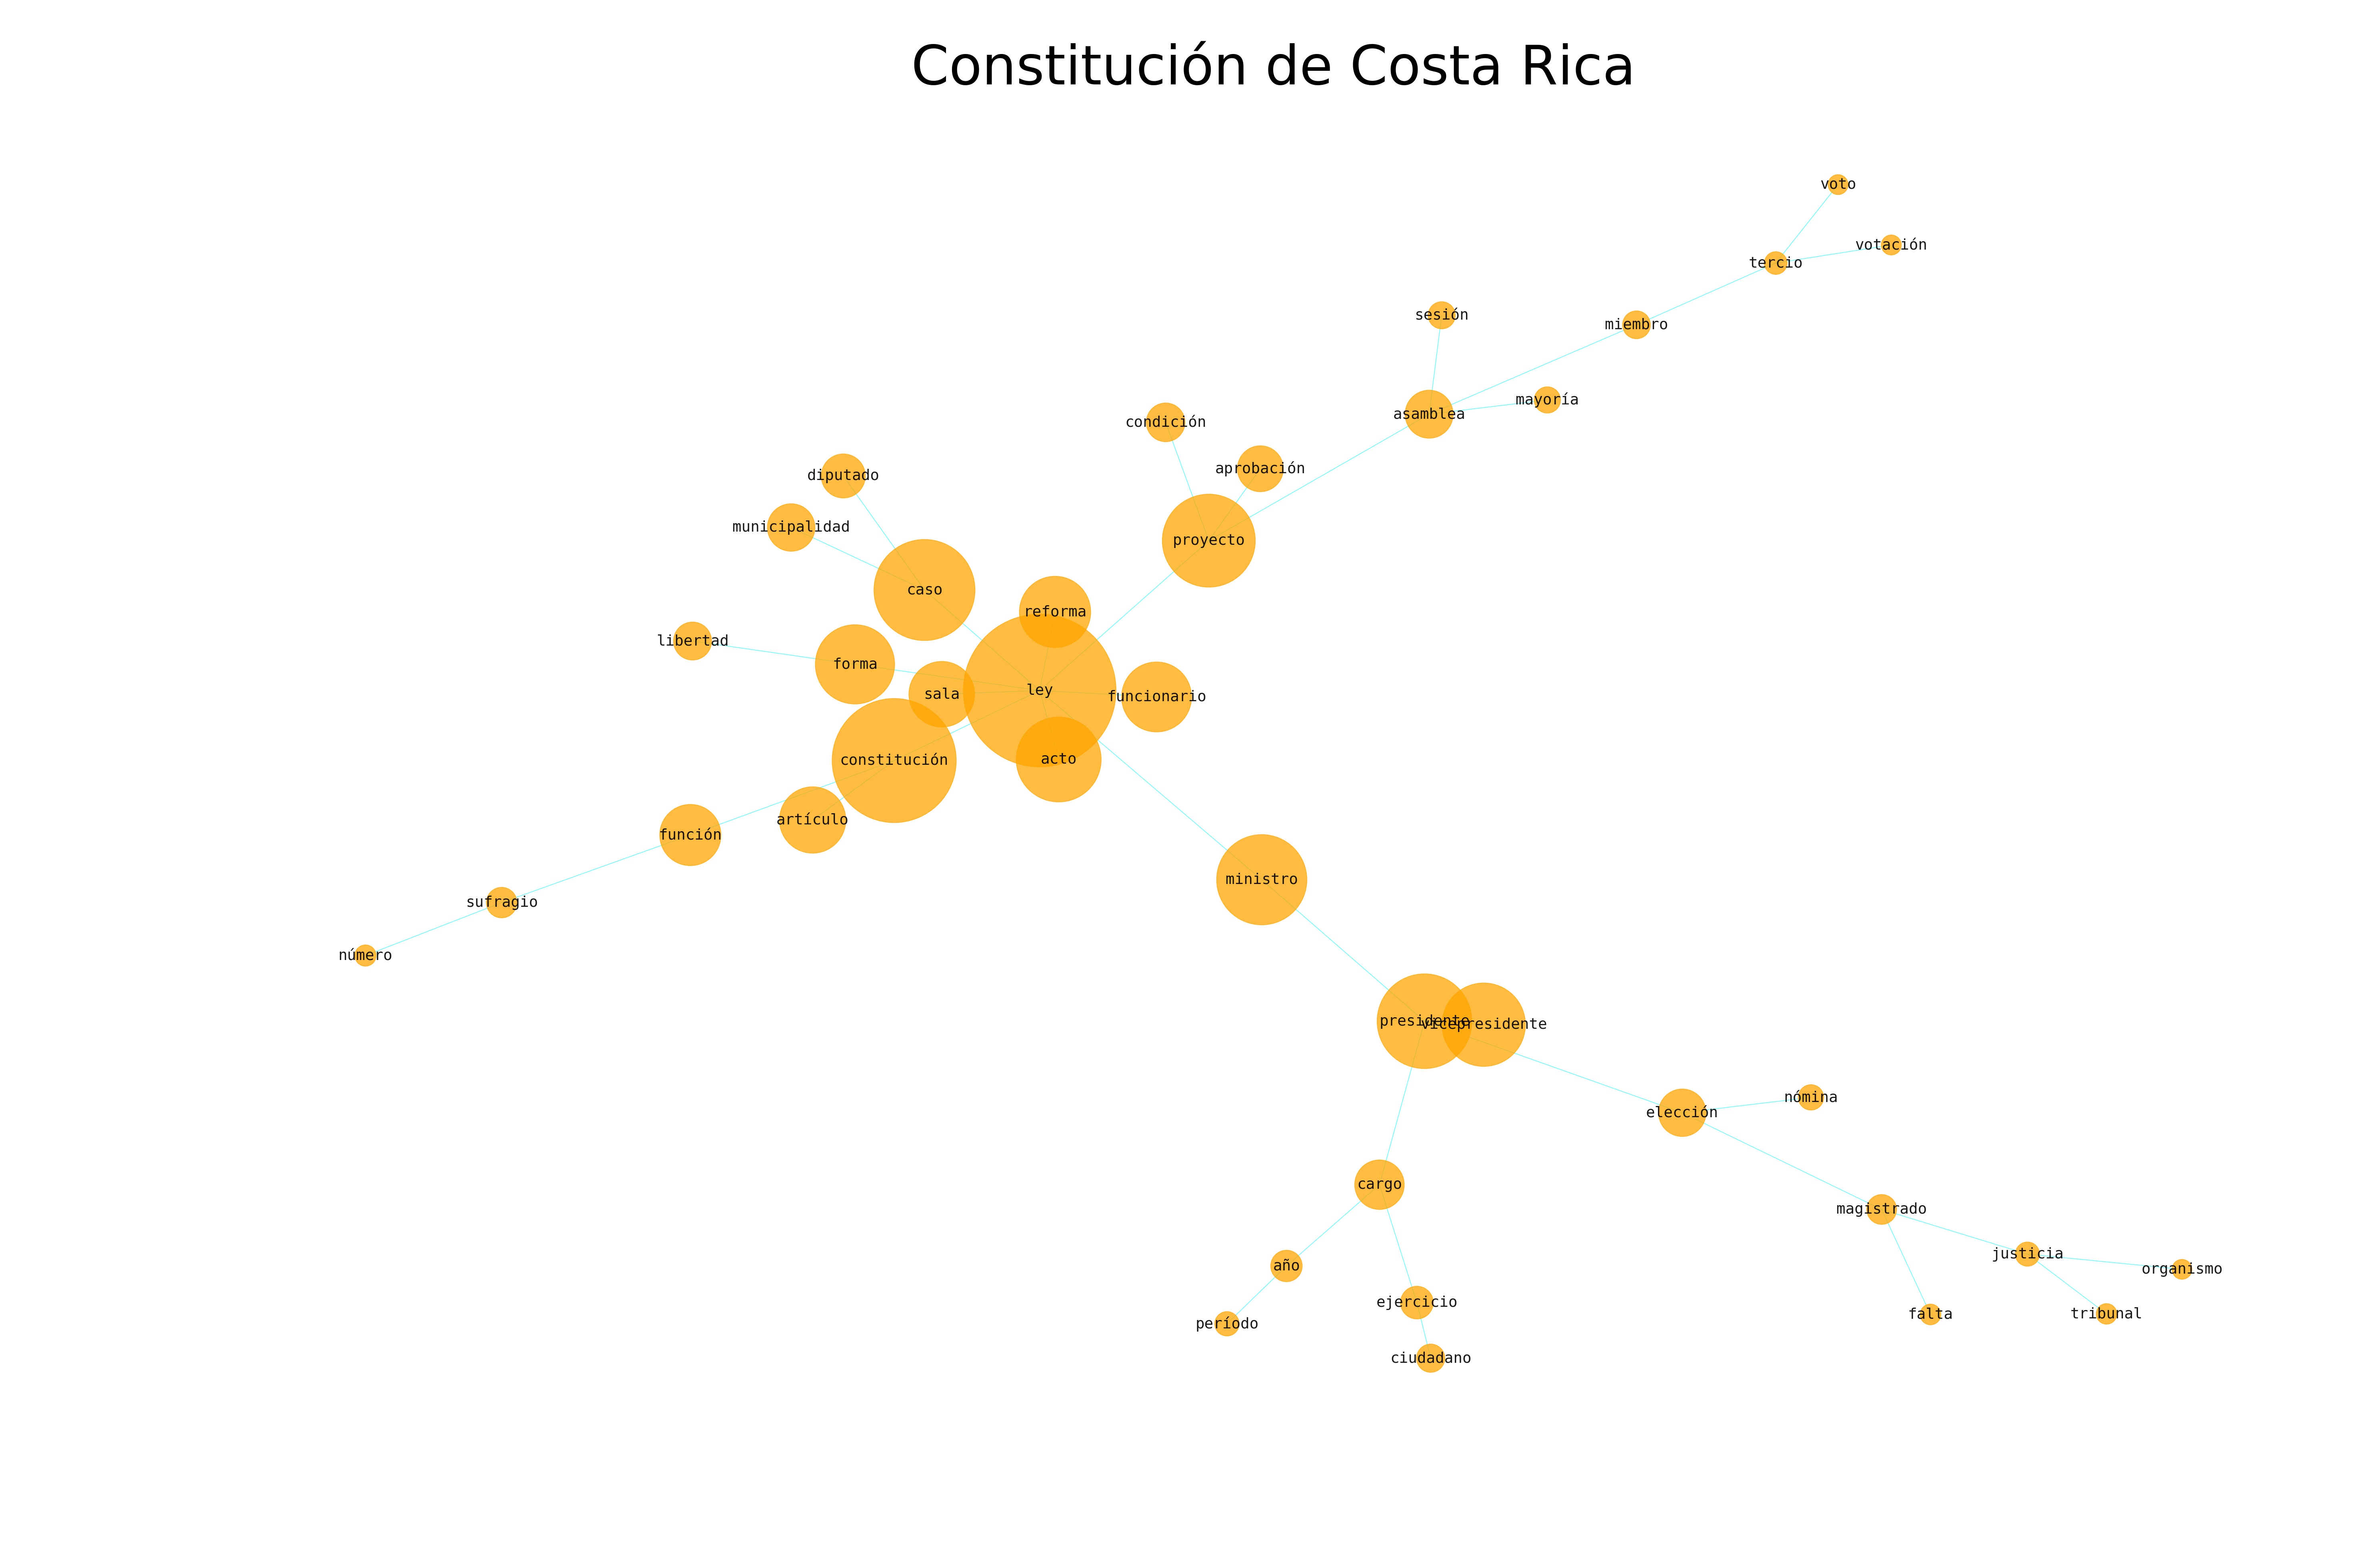 Constitución de Costa Rica
voto
votación
tercio
sesión
miembro
mayoría
asamblea
condición
aprobación
diputado
municipalidad
proyecto
caso
reforma
libertad
forma
sala
ley
funcionario
constitución
acto
artículo
función
ministro
sufragio
número
presidente
vicepresidente
nómina
elección
cargo
magistrado
justicia
año
organismo
ejercicio
período
falta
tribunal
ciudadano